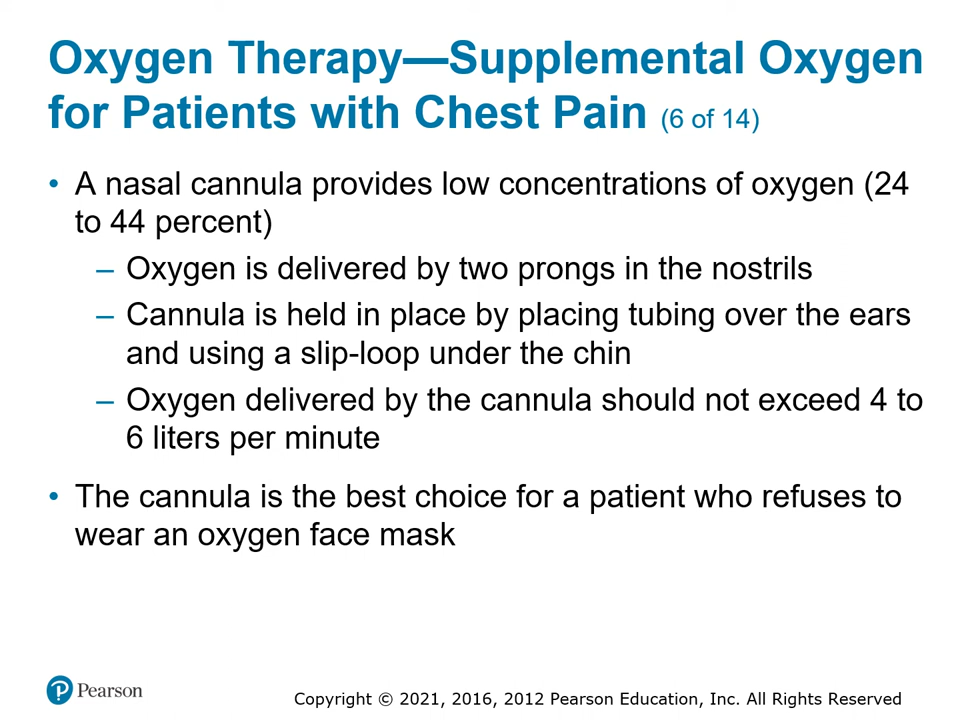 Oxygen Therapy—Supplemental Oxygen
for Patients with Chest Pain (6 of 14)
• A nasal cannula provides low concentrations of oxygen (24
to 44 percent)
– Oxygen is delivered by two prongs in the nostrils
– Cannula is held in place by placing tubing over the ears
and using a slip-loop under the chin
– Oxygen delivered by the cannula should not exceed 4 to
6 liters per minute
• The cannula is the best choice for a patient who refuses to
wear an oxygen face mask
Pearson
Copyright © 2021, 2016, 2012 Pearson Education, Inc. All Rights Reserved